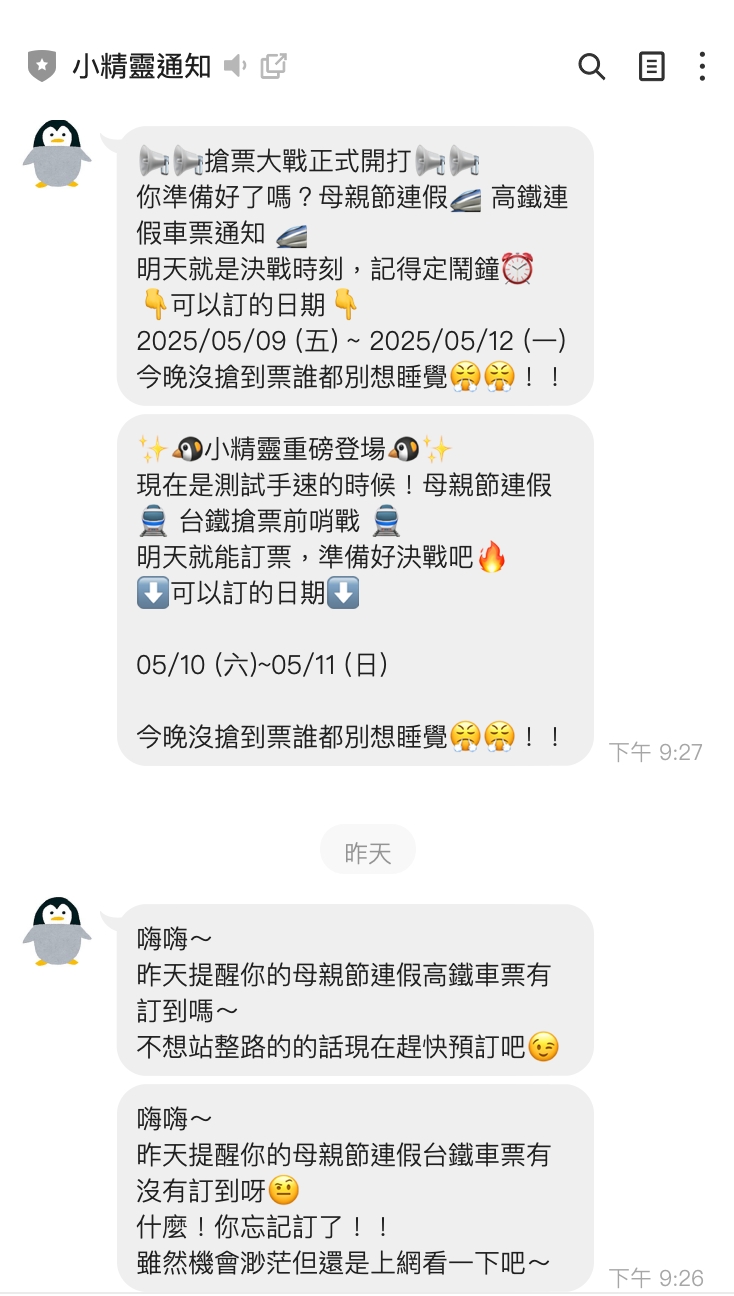 小精靈通知
📢📢搶票大戰正式開打📢📢
你準備好了嗎？母親節連假🚄 高鐵連
假車票通知 🚄
明天就是決戰時刻，記得定鬧鐘⏰
👇可以訂的日期👇
2025/05/09 (五) ~ 2025/05/12 (一)
今晚沒搶到票誰都別想睡覺😤😤！！
✨🐧小精靈重磅登場🐧✨
現在是測試手速的時候！母親節連假
🚆 台鐵搶票前哨戰 🚆
明天就能訂票，準備好決戰吧🔥
⬇️可以訂的日期⬇️
05/10 (六)~05/11 (日)
今晚沒搶到票誰都別想睡覺😤😤！！
下午 9:27
昨天
嗨嗨～
昨天提醒你的母親節連假高鐵車票有
訂到嗎～
不想站整路的的話現在趕快預訂吧😉
嗨嗨～
昨天提醒你的母親節連假台鐵車票有
沒有訂到呀🤨
什麼！你忘記訂了！！
雖然機會渺茫但還是上網看一下吧～
下午 9:26